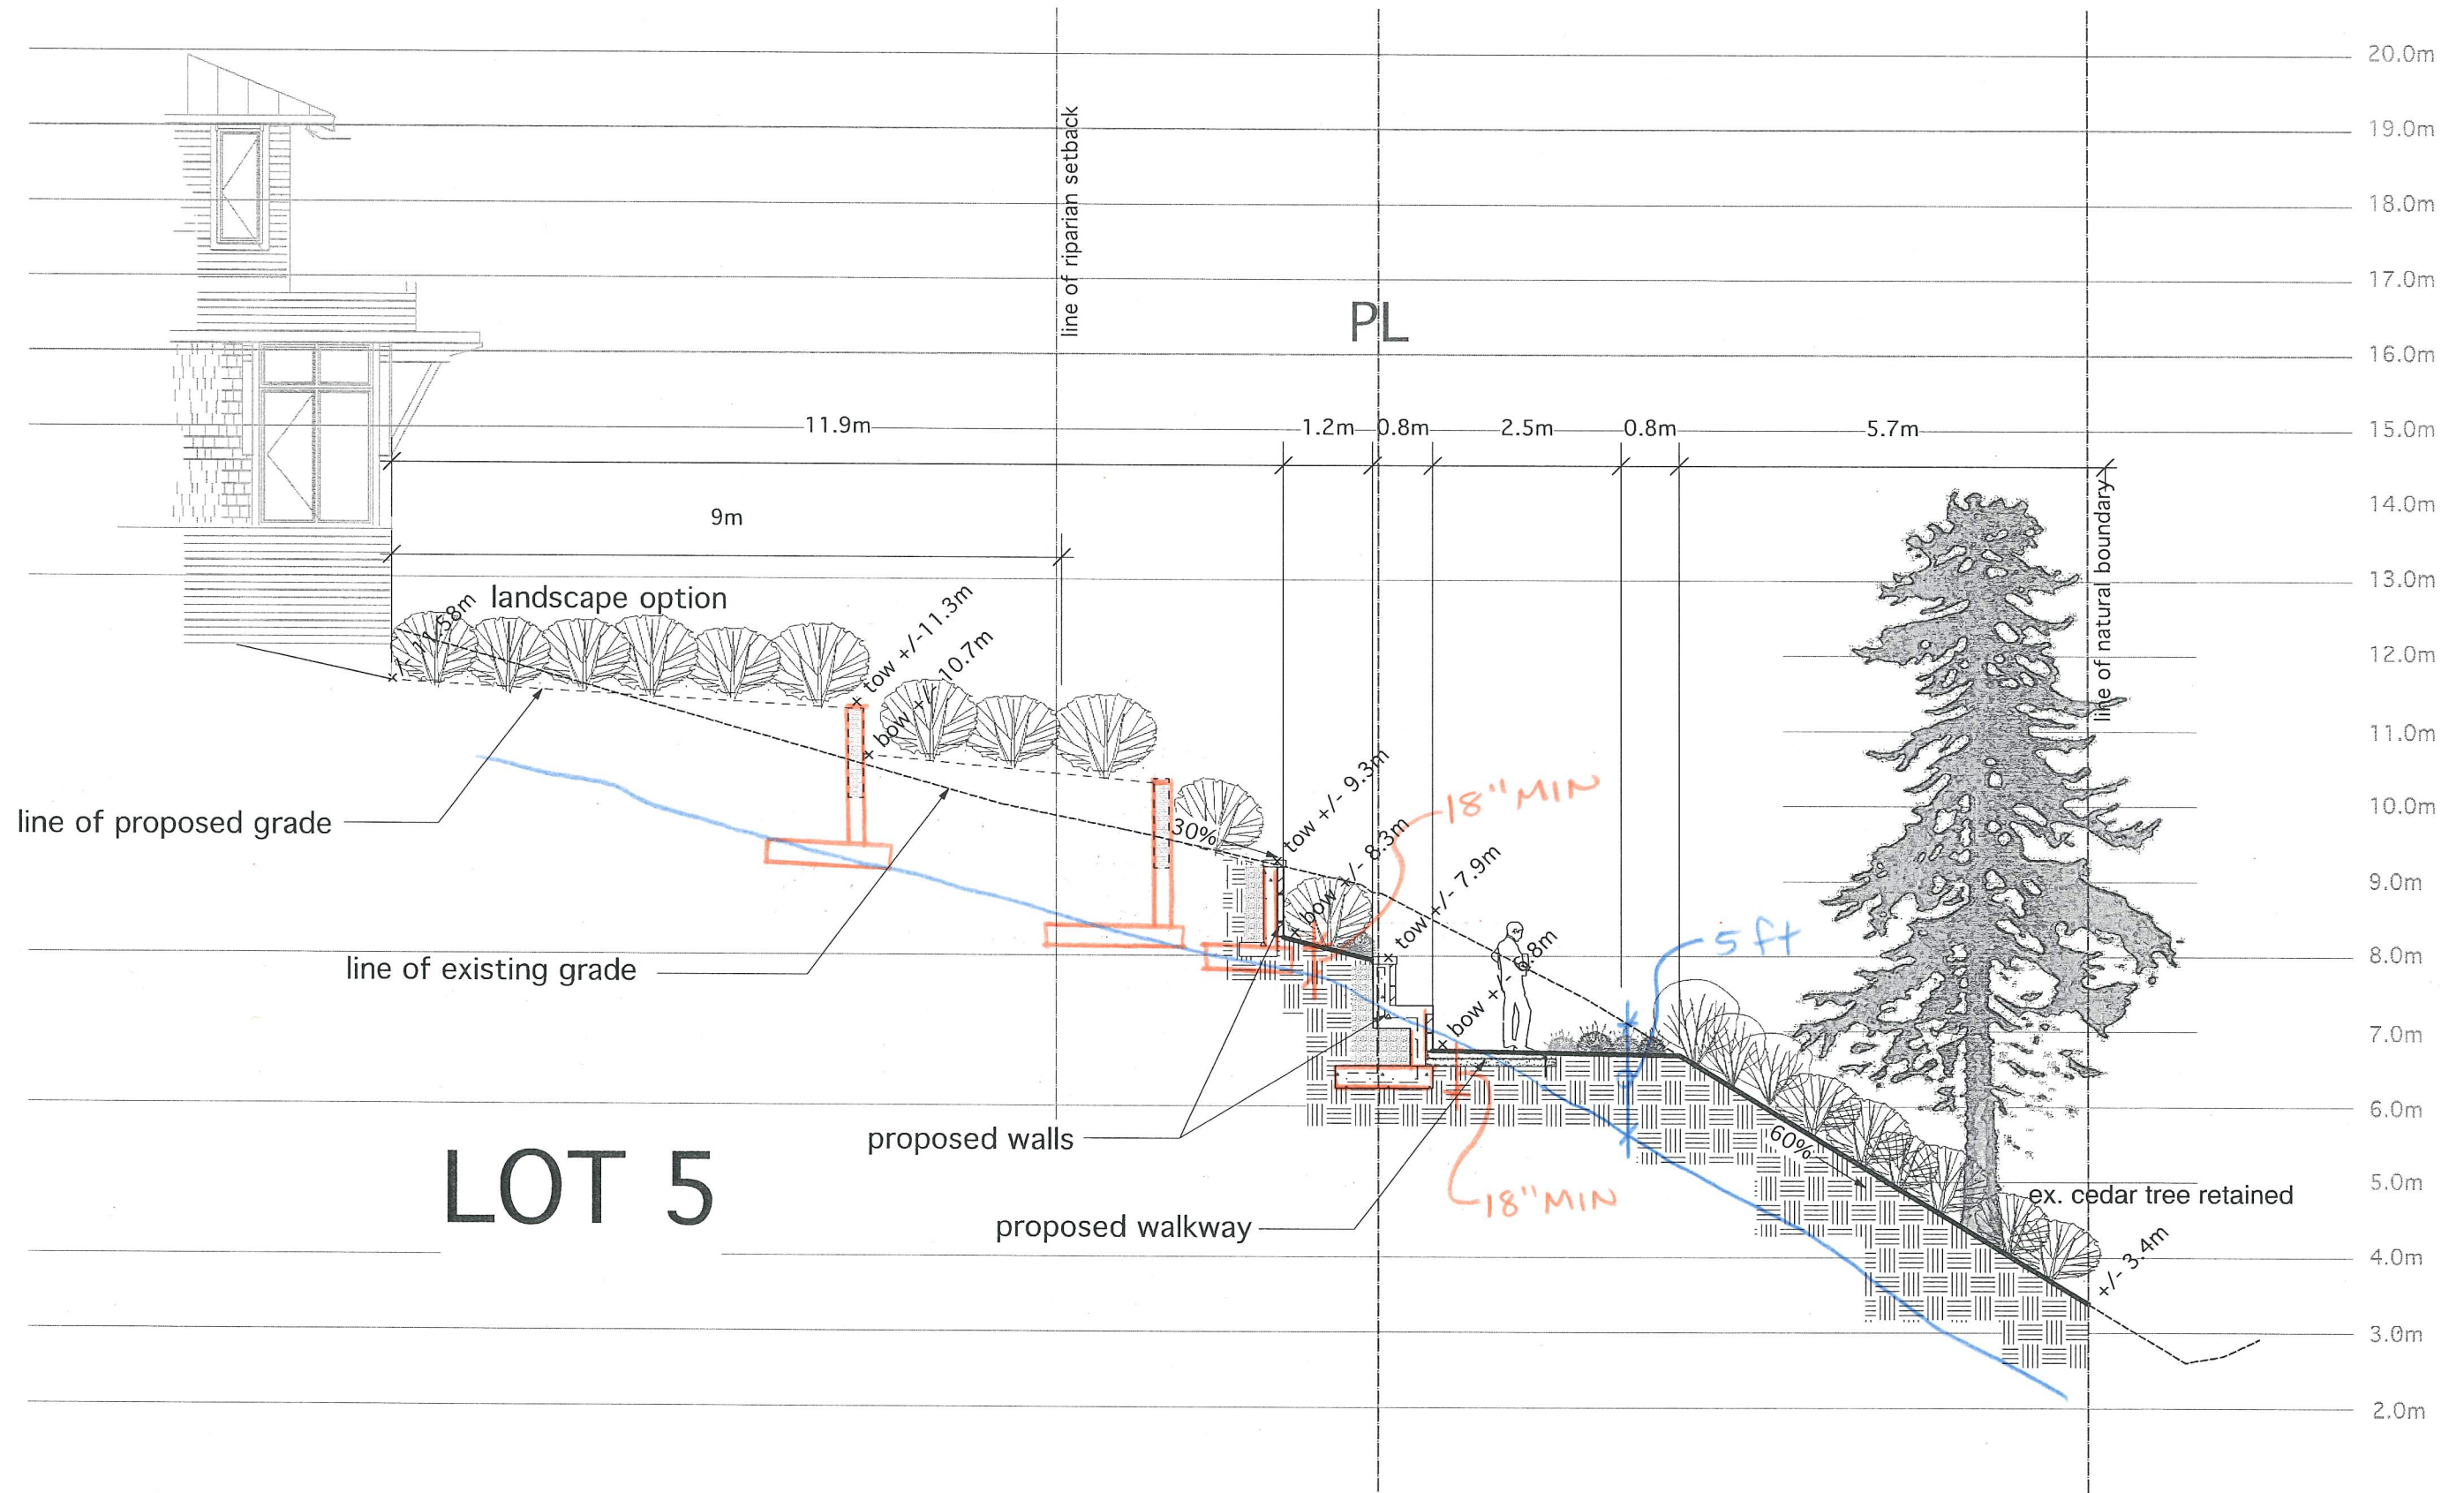 20.0m
19.0m
18.0m
17.0m
16.0m
15.0m
14.0m
13.0m
12.0m
11.0m
10.0m
9.0m
8.0m
7.0m
6.0m
5.0m
4.0m
3.0m
2.0m
line of riparian setback
PL
11.9m
1.2m
0.8m
2.5m
0.8m
5.7m
9m
line of natural boundary
landscape option
+/- 11.58m
tow +/-11.3m
bow +/- 10.7m
line of proposed grade
30%
tow +/- 9.3m
bow +/- 8.3m
18" MIN
tow +/- 7.9m
bow +/- 6.8m
5 ft
line of existing grade
proposed walls
LOT 5
60%
18" MIN
proposed walkway
ex. cedar tree retained
+/- 3.4m